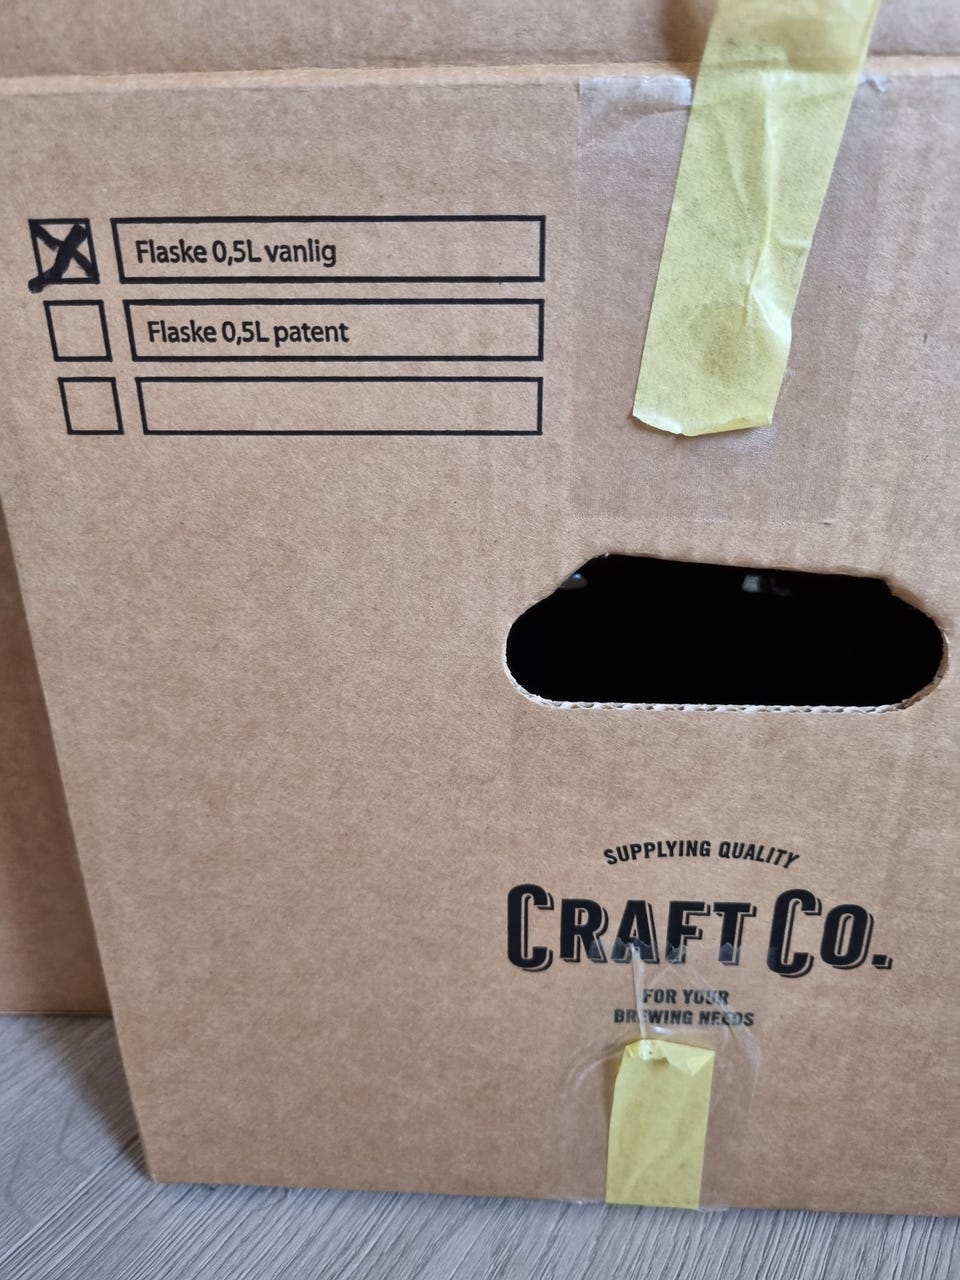 Flaske 0,5L vanlig
Flaske 0,5L patent
SUPPLYING QUALITY
CRAFT CO.
FOR YOUR
BREWING NEEDS